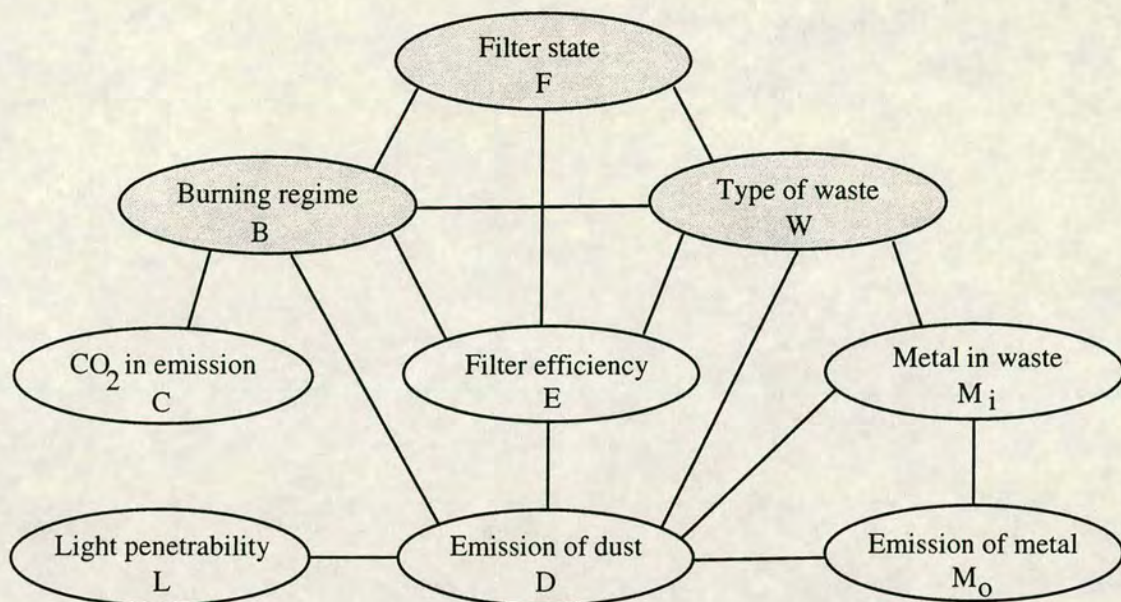 Filter state
F
Burning regime
B
Type of waste
W
CO2 in emission
C
Filter efficiency
E
Metal in waste
Mi
Light penetrability
L
Emission of dust
D
Emission of metal
Mo